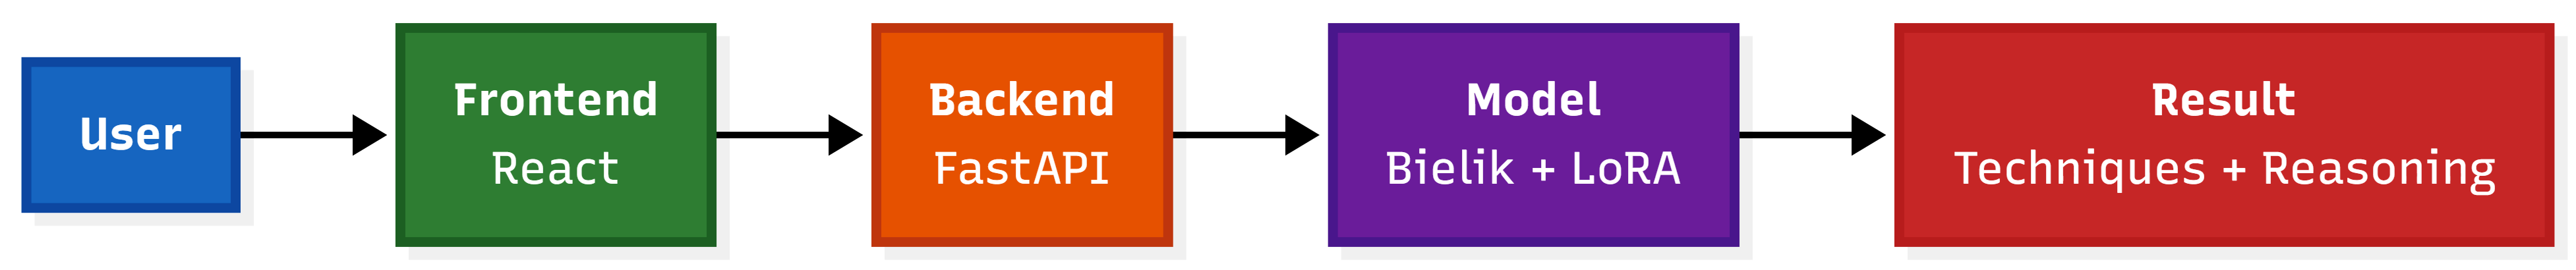 User
Frontend
React
Backend
FastAPI
Model
Bielik + LoRA
Result
Techniques + Reasoning